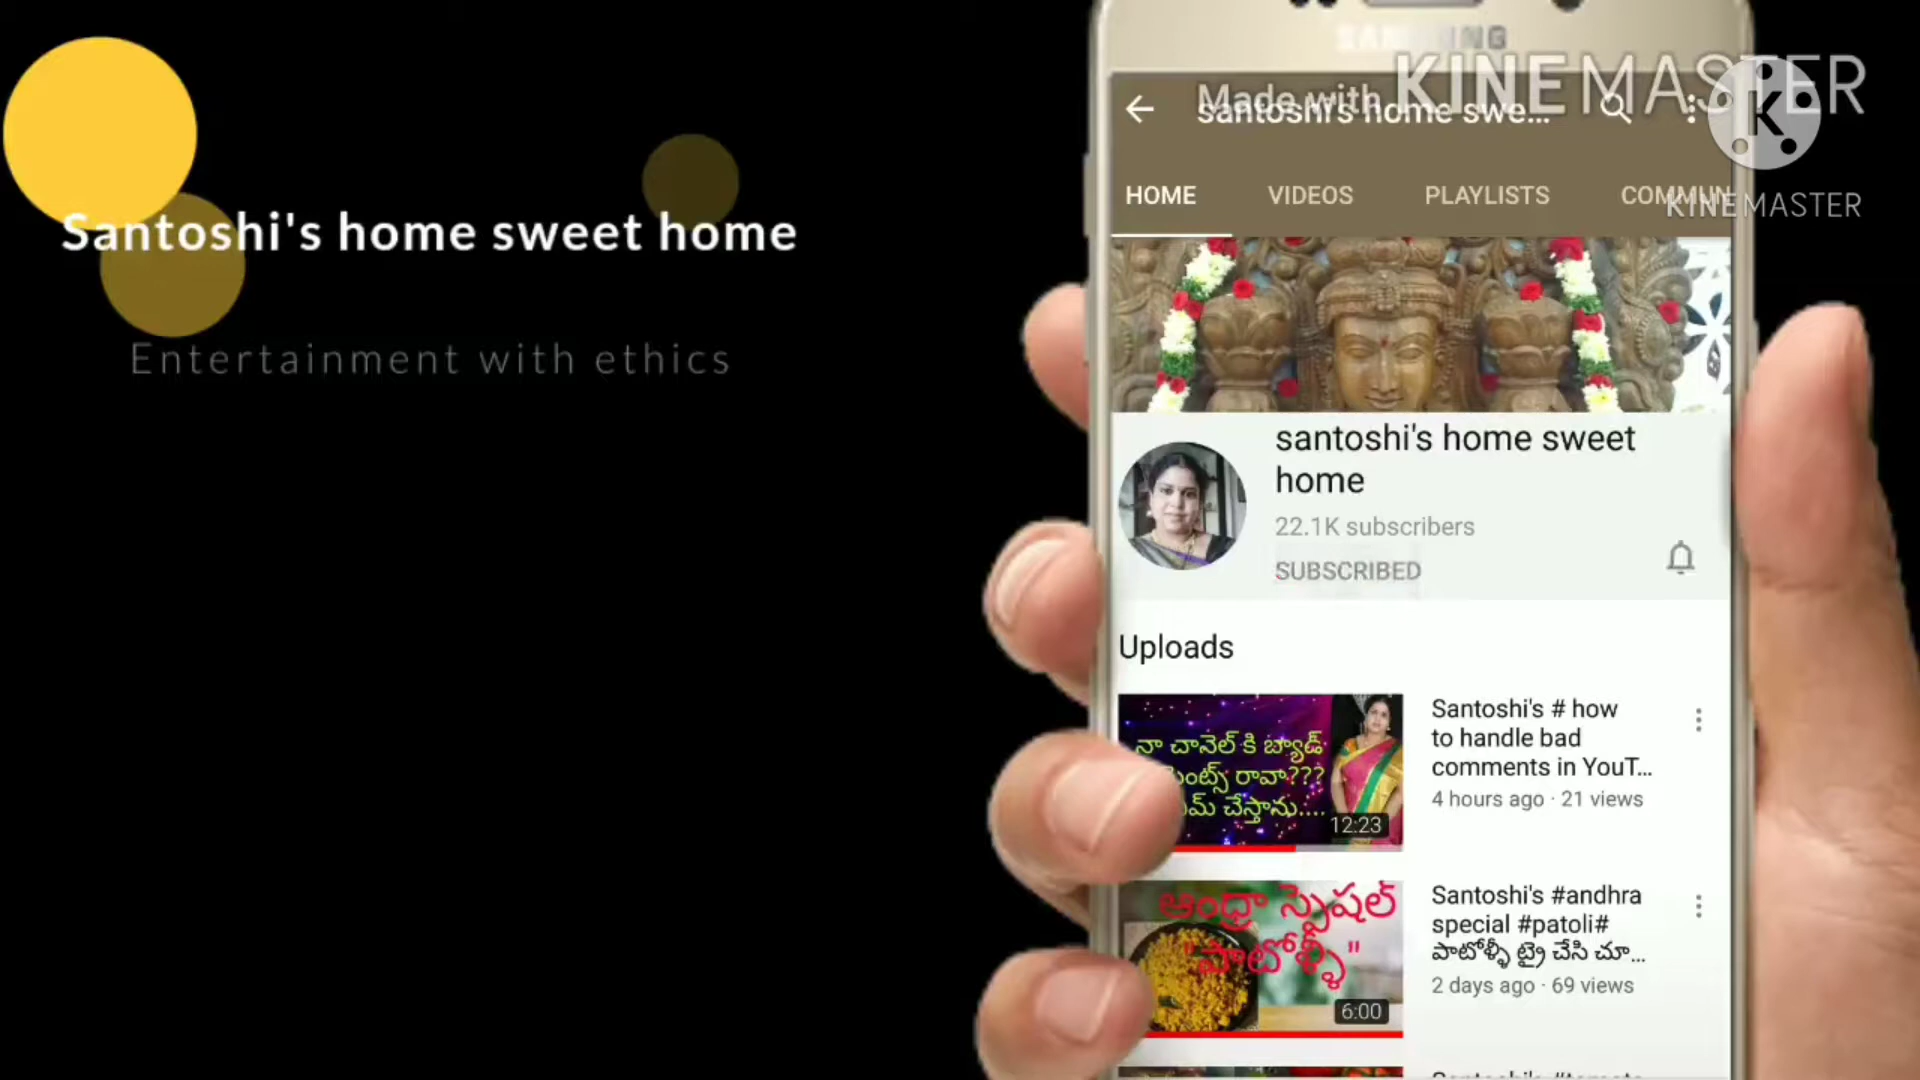 Santoshi's home sweet home
Entertainment with ethics
SAMSUNG
Made with KINEMASTER
santoshi's home swe...
K
KINEMASTER
HOME VIDEOS PLAYLISTS COMMUN
santoshi's home sweet
home
22.1K subscribers
SUBSCRIBED
Uploads
నా చానెల్ కి బ్యాడ్
రావా???
చేస్తాను....
12:23
Santoshi's # how
to handle bad
comments in YouT...
4 hours ago · 21 views
ఆంధ్రా స్పెషల్
"పాటోళ్ళీ"
6:00
Santoshi's #andhra
special #patoli#
పాటోళ్ళీ ట్రై చేసి చూ...
2 days ago · 69 views